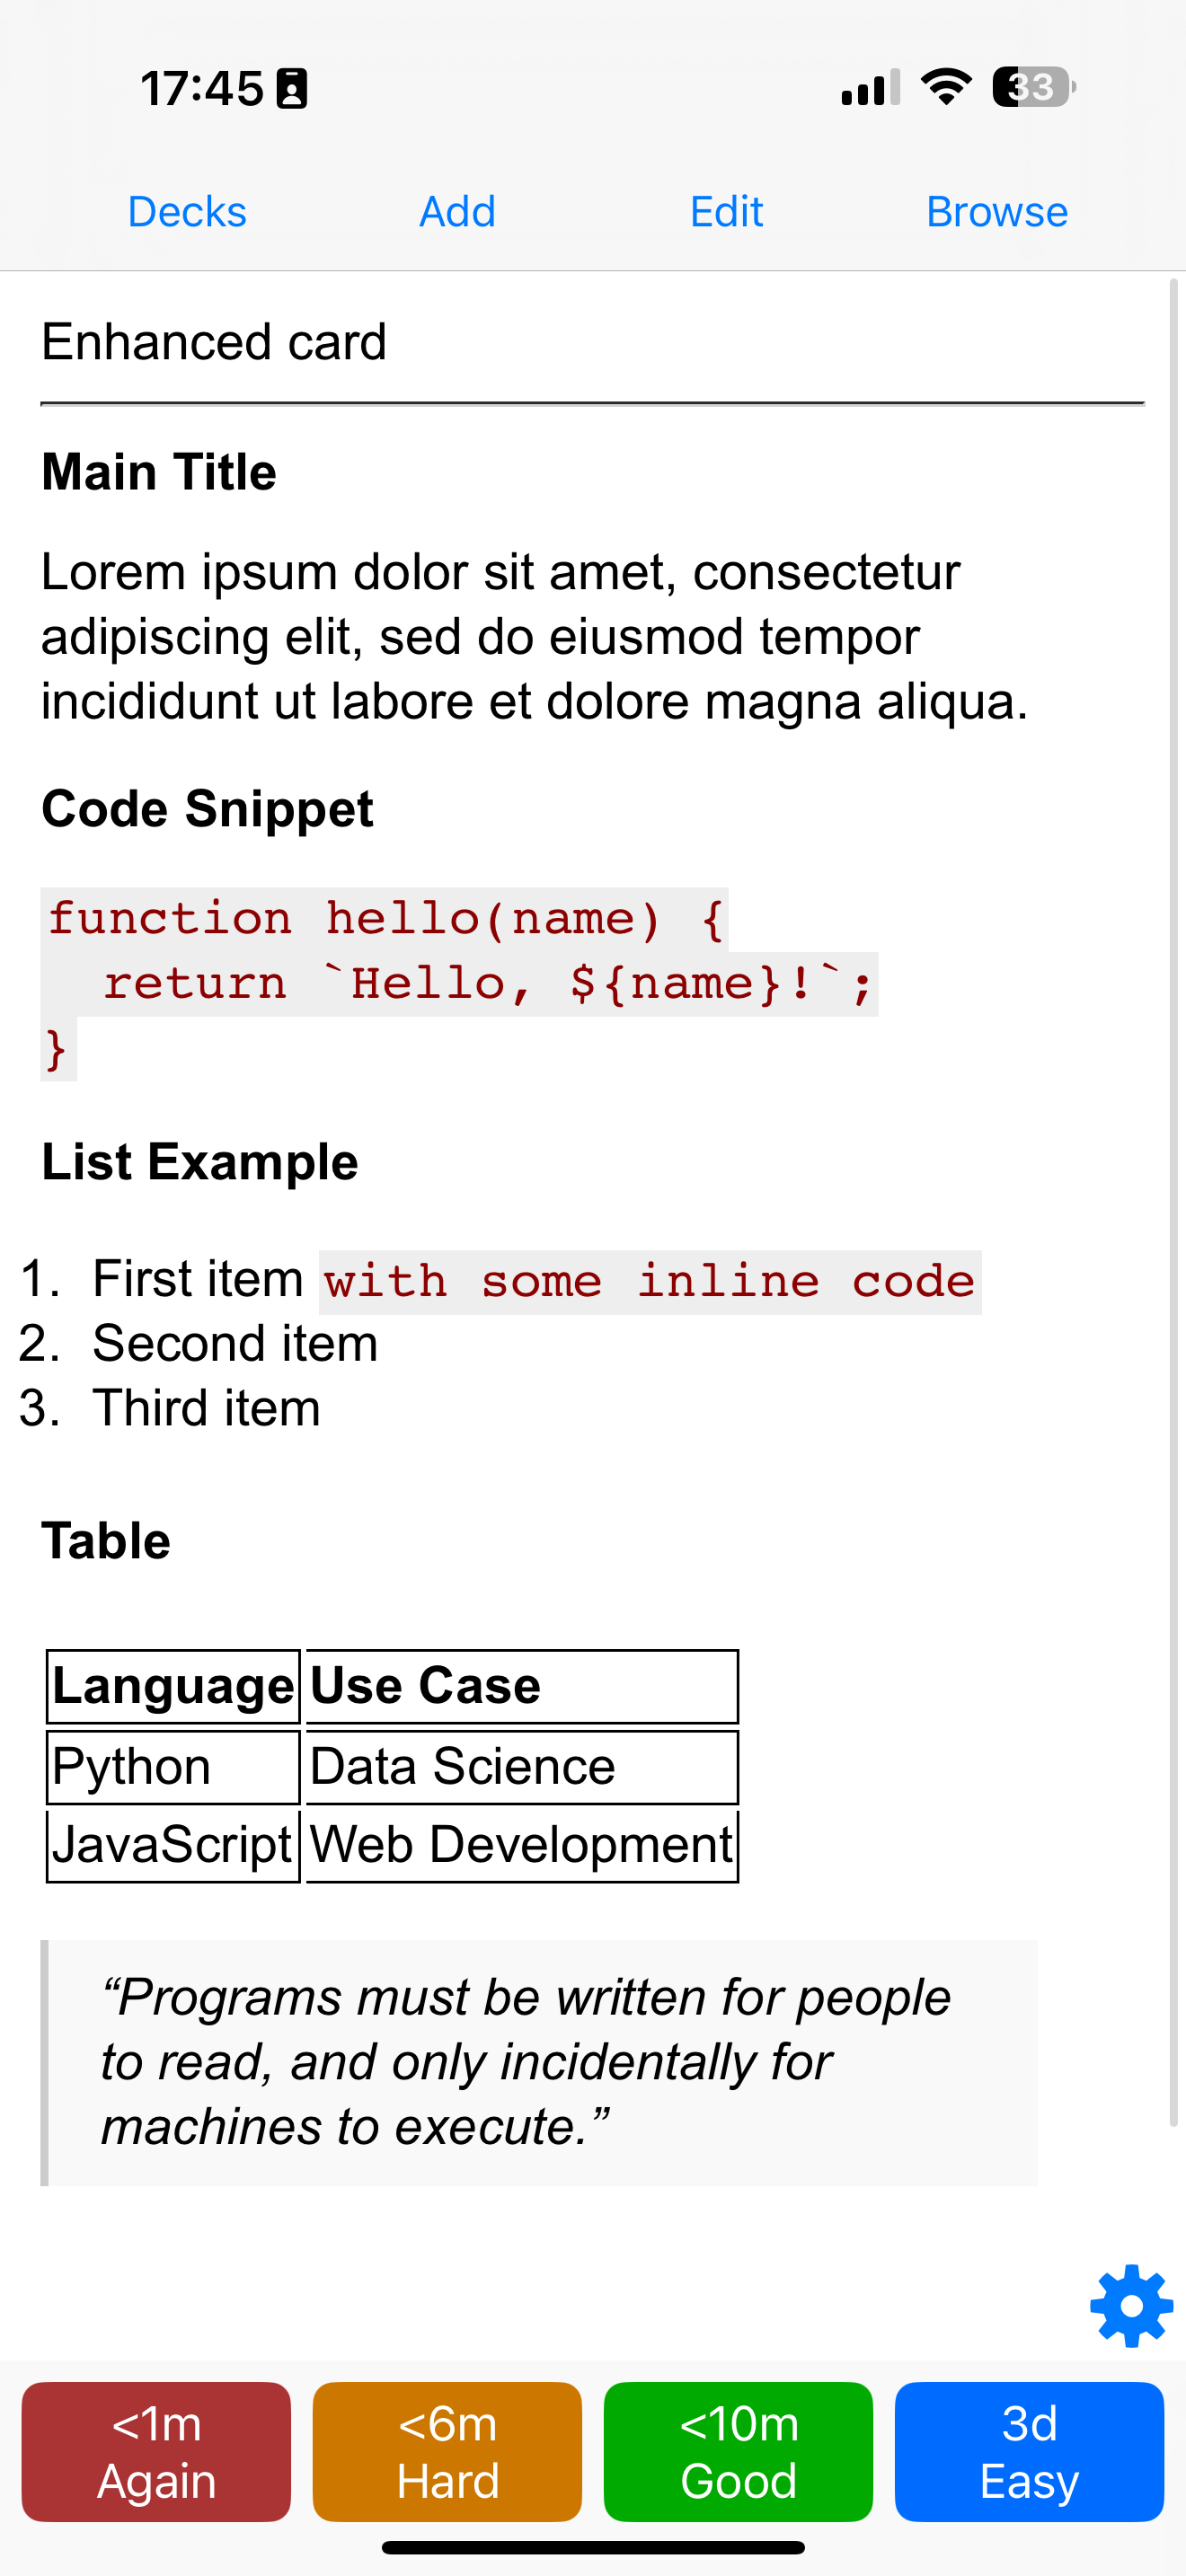 17:45
33
Decks Add Edit Browse
Enhanced card
Main Title
Lorem ipsum dolor sit amet, consectetur
adipiscing elit, sed do eiusmod tempor
incididunt ut labore et dolore magna aliqua.
Code Snippet
function hello(name) {
  return `Hello, ${name}!`;
}
List Example
1. First item with some inline code
2. Second item
3. Third item
Table
Language Use Case
Python Data Science
JavaScript Web Development
“Programs must be written for people
to read, and only incidentally for
machines to execute.”
<1m <6m <10m 3d
Again Hard Good Easy